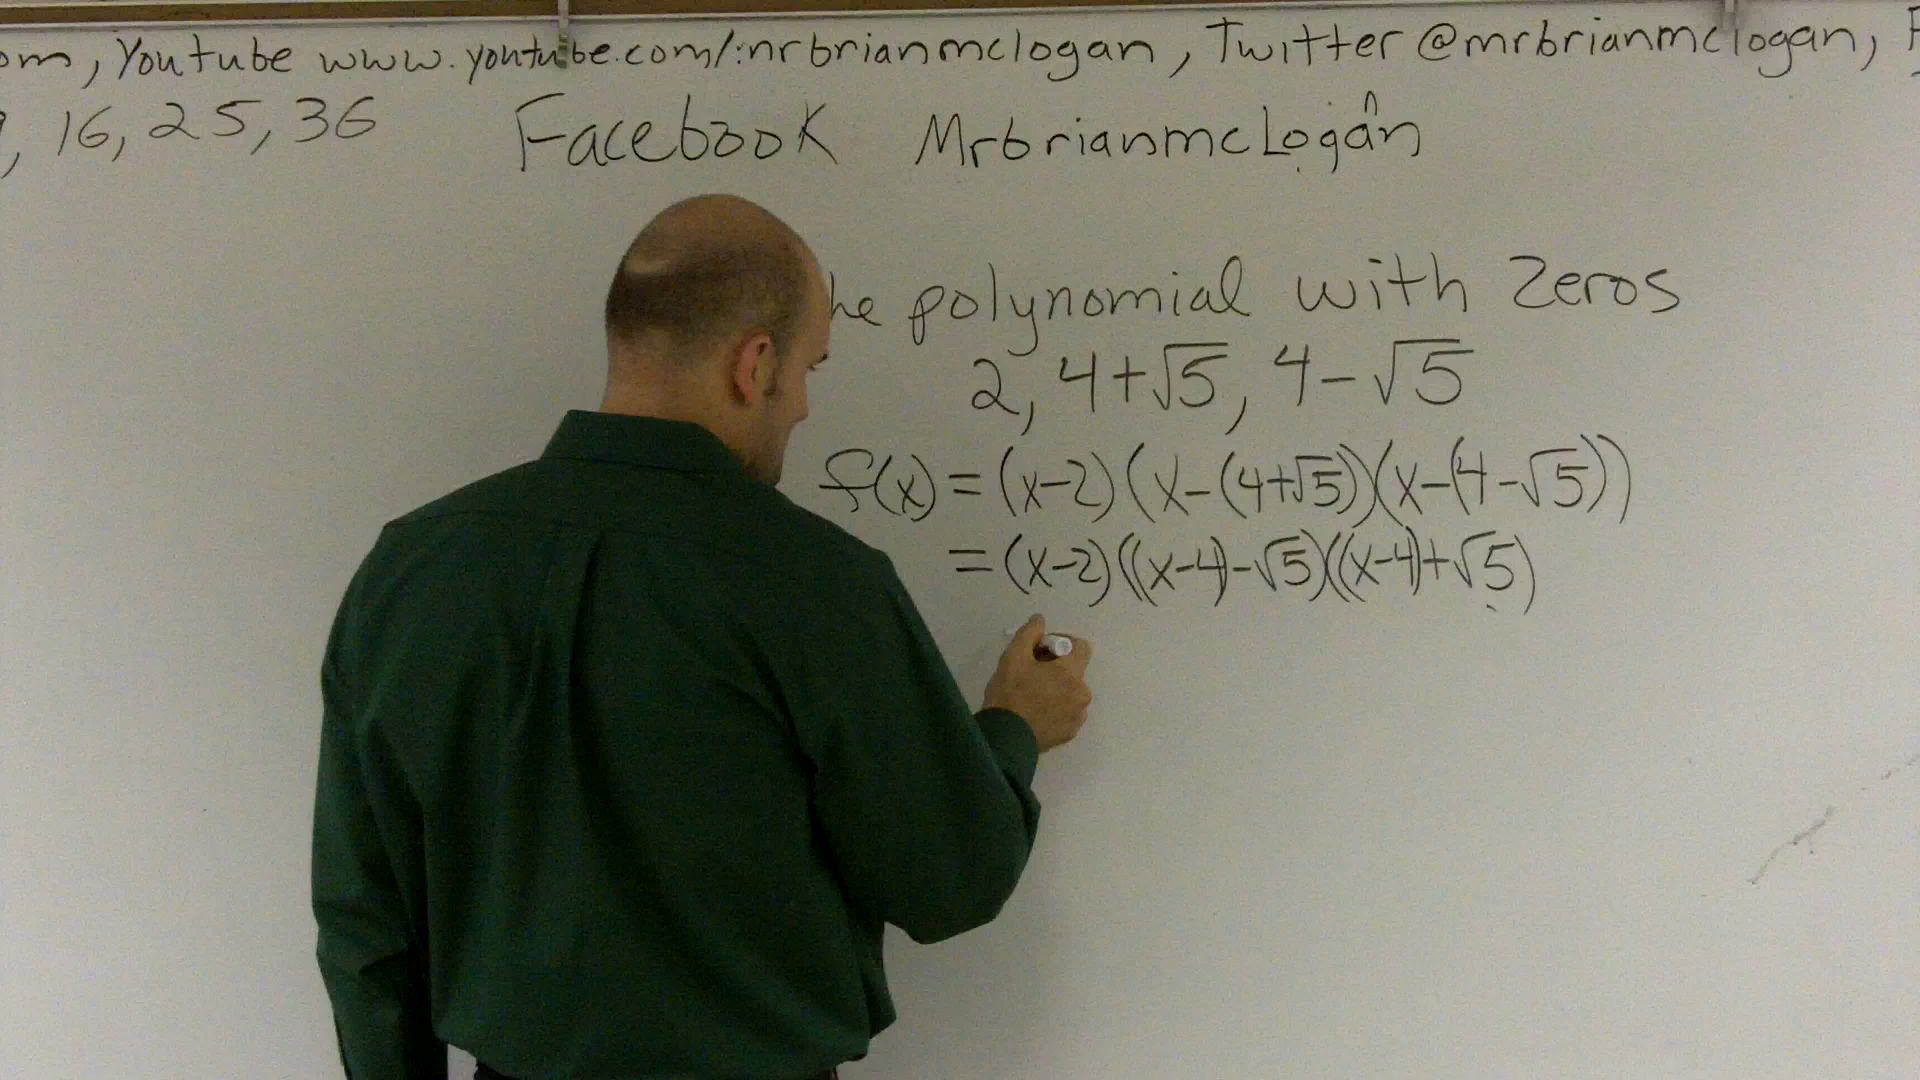 om, Youtube www.youtube.com/mrbrianmclogan, Twitter @mrbrianmclogan,
, 16, 25, 36 Facebook MrbrianmcLogan
he polynomial with zeros
2, 4+√5, 4-√5
f(x) = (x-2)(x-(4+√5))(x-(4-√5))
= (x-2)((x-4)-√5)((x-4)+√5)